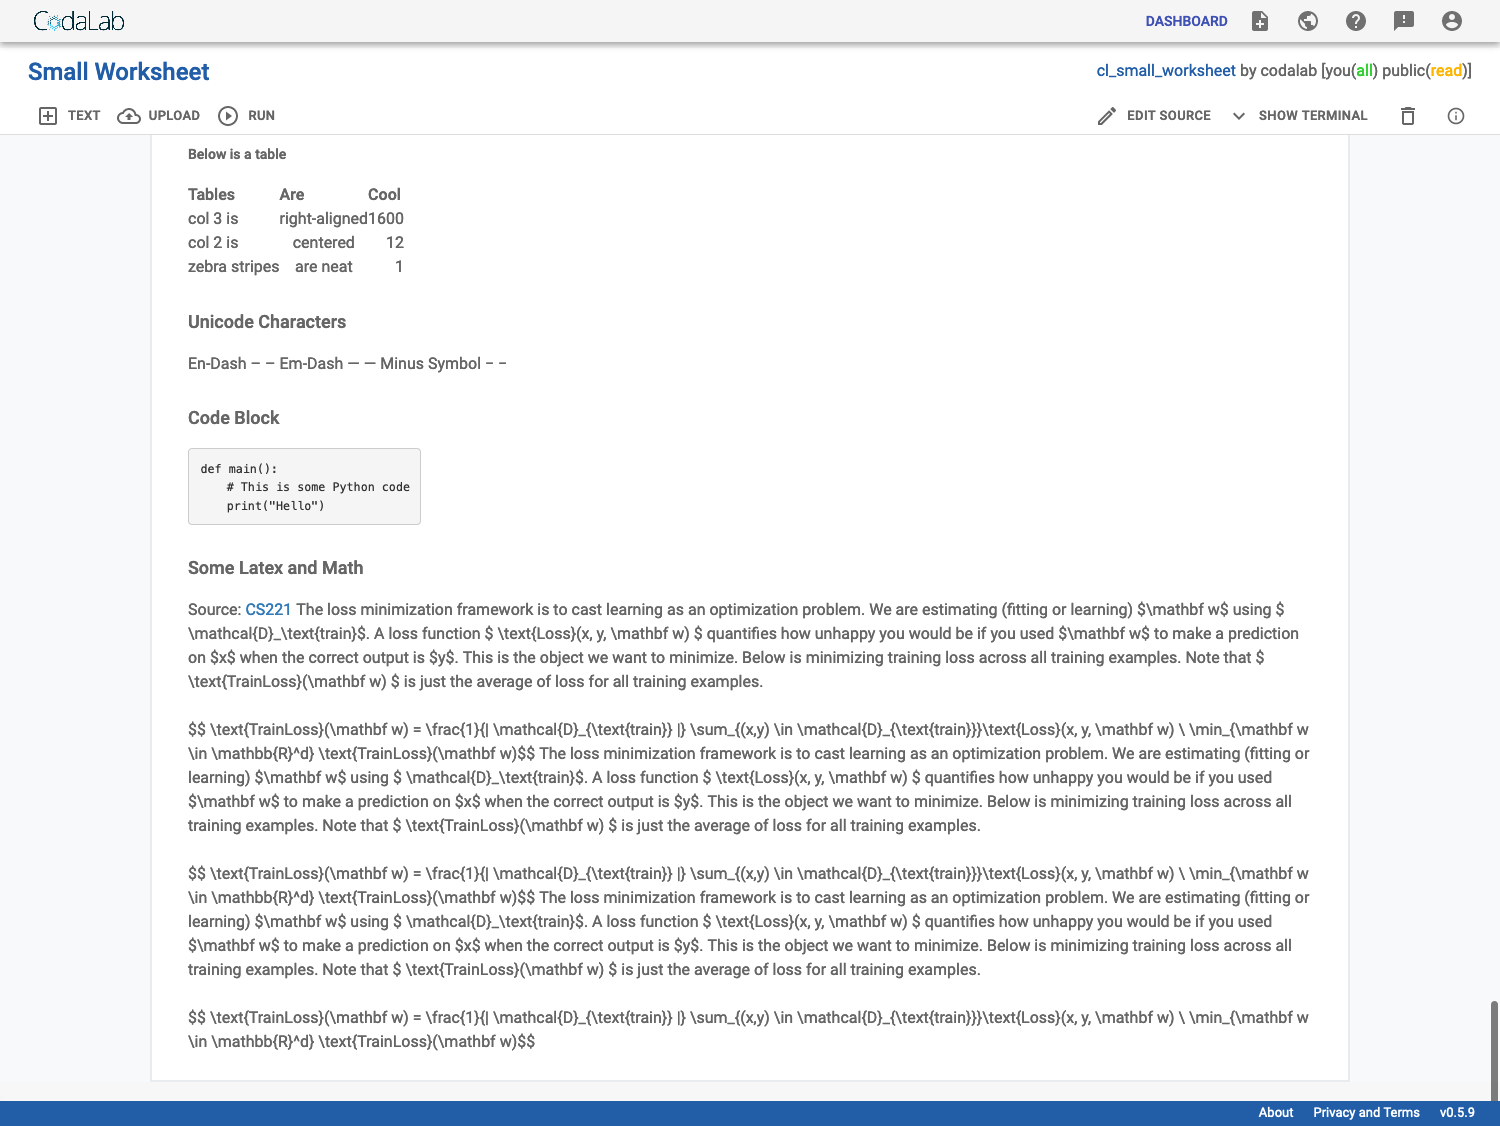 CodaLab
DASHBOARD
Small Worksheet
cl_small_worksheet by codalab [you(all) public(read)]
TEXT UPLOAD RUN
EDIT SOURCE SHOW TERMINAL
Below is a table
Tables Are Cool
col 3 is right-aligned1600
col 2 is centered 12
zebra stripes are neat 1
Unicode Characters
En-Dash – – Em-Dash — — Minus Symbol − −
Code Block
def main():
    # This is some Python code
    print("Hello")
Some Latex and Math
Source: CS221 The loss minimization framework is to cast learning as an optimization problem. We are estimating (fitting or learning) $\mathbf w$ using $
\mathcal{D}_\text{train}$. A loss function $ \text{Loss}(x, y, \mathbf w) $ quantifies how unhappy you would be if you used $\mathbf w$ to make a prediction
on $x$ when the correct output is $y$. This is the object we want to minimize. Below is minimizing training loss across all training examples. Note that $
\text{TrainLoss}(\mathbf w) $ is just the average of loss for all training examples.
$$ \text{TrainLoss}(\mathbf w) = \frac{1}{| \mathcal{D}_{\text{train}} |} \sum_{(x,y) \in \mathcal{D}_{\text{train}}}\text{Loss}(x, y, \mathbf w) \ \min_{\mathbf w
\in \mathbb{R}^d} \text{TrainLoss}(\mathbf w)$$ The loss minimization framework is to cast learning as an optimization problem. We are estimating (fitting or
learning) $\mathbf w$ using $ \mathcal{D}_\text{train}$. A loss function $ \text{Loss}(x, y, \mathbf w) $ quantifies how unhappy you would be if you used
$\mathbf w$ to make a prediction on $x$ when the correct output is $y$. This is the object we want to minimize. Below is minimizing training loss across all
training examples. Note that $ \text{TrainLoss}(\mathbf w) $ is just the average of loss for all training examples.
$$ \text{TrainLoss}(\mathbf w) = \frac{1}{| \mathcal{D}_{\text{train}} |} \sum_{(x,y) \in \mathcal{D}_{\text{train}}}\text{Loss}(x, y, \mathbf w) \ \min_{\mathbf w
\in \mathbb{R}^d} \text{TrainLoss}(\mathbf w)$$ The loss minimization framework is to cast learning as an optimization problem. We are estimating (fitting or
learning) $\mathbf w$ using $ \mathcal{D}_\text{train}$. A loss function $ \text{Loss}(x, y, \mathbf w) $ quantifies how unhappy you would be if you used
$\mathbf w$ to make a prediction on $x$ when the correct output is $y$. This is the object we want to minimize. Below is minimizing training loss across all
training examples. Note that $ \text{TrainLoss}(\mathbf w) $ is just the average of loss for all training examples.
$$ \text{TrainLoss}(\mathbf w) = \frac{1}{| \mathcal{D}_{\text{train}} |} \sum_{(x,y) \in \mathcal{D}_{\text{train}}}\text{Loss}(x, y, \mathbf w) \ \min_{\mathbf w
\in \mathbb{R}^d} \text{TrainLoss}(\mathbf w)$$
About Privacy and Terms v0.5.9